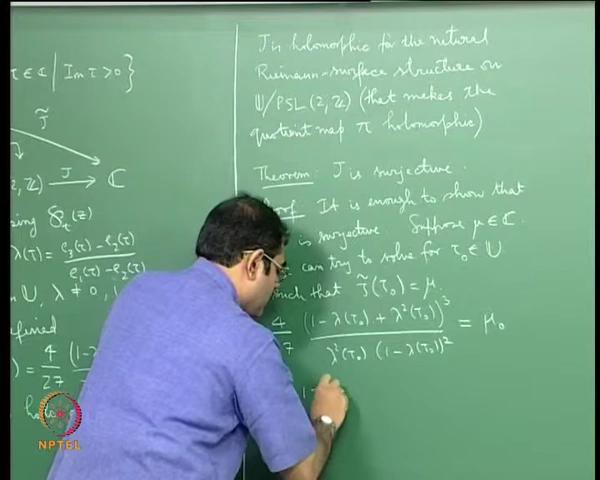 τ ∈ ℂ | Im τ > 0}
J̃
2, ℤ) —J→ ℂ
using ℘_τ(z)
λ(τ) = (e₃(τ) - e₂(τ)) / (e₁(τ) - e₂(τ))
U, λ ≠ 0, 1
) = 4/27 (1-λ
J is holomorphic for the natural
Riemann-surface structure on
U/PSL(2, ℤ) (that makes the
quotient map π holomorphic)
Theorem: J is surjective.
Proof It is enough to show that
is surjective Suppose μ ∈ ℂ.
can try to solve for τ₀ ∈ U
such that J̃(τ₀) = μ.
4/27 (1 - λ(τ₀) + λ²(τ₀))³ / λ²(τ₀) (1 - λ(τ₀))² = μ₀
NPTEL